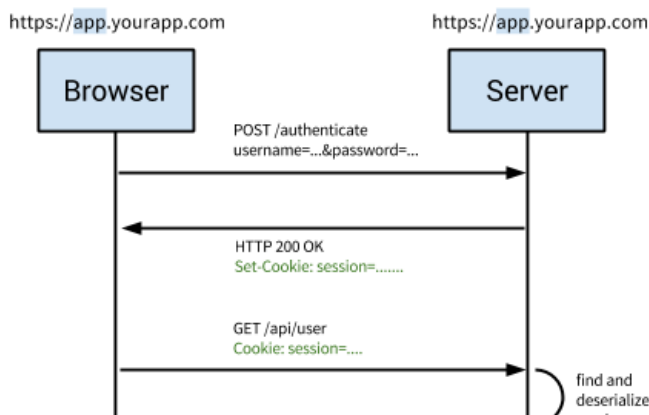 https://app.yourapp.com
https://app.yourapp.com
Browser
Server
POST /authenticate
username=...&password=...
HTTP 200 OK
Set-Cookie: session=.......
GET /api/user
Cookie: session=....
find and
deserialize